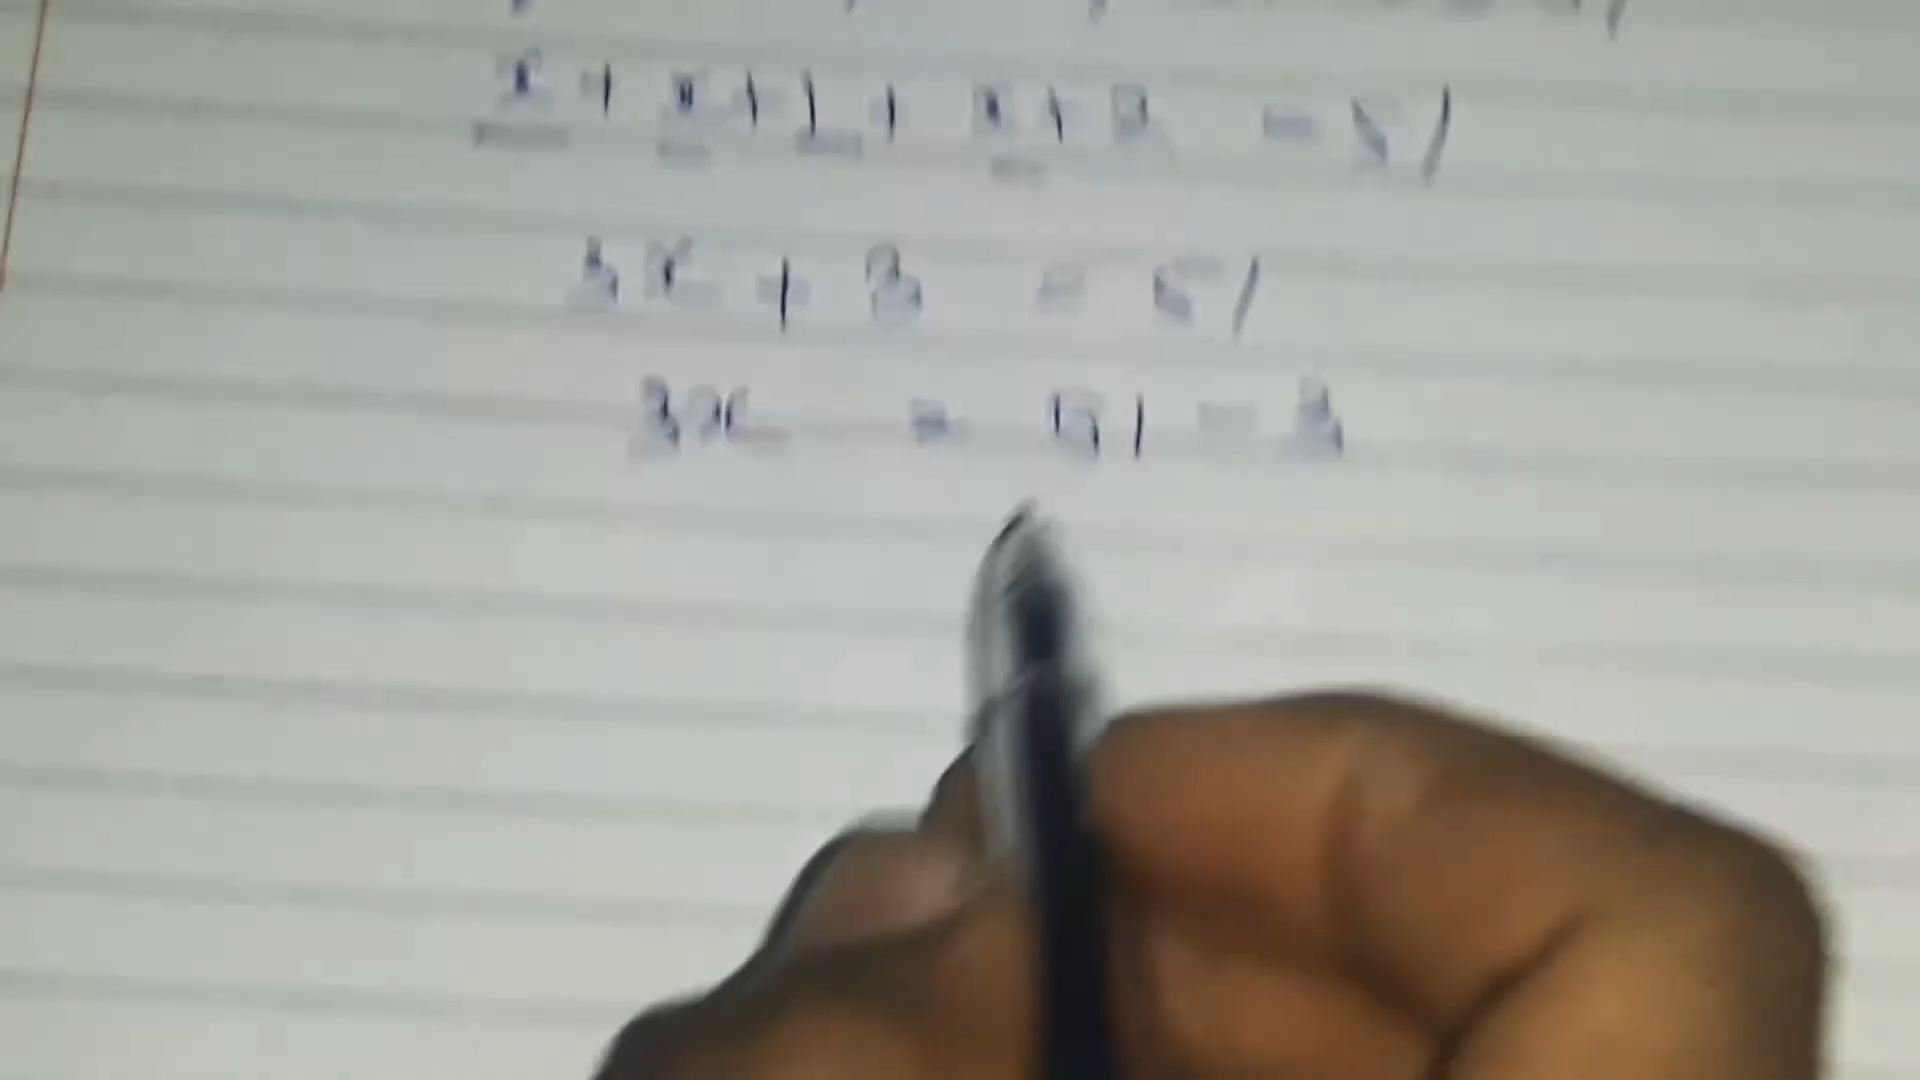 x + x + 1 + x + 2 = 51
3x + 3 = 51
3x = 51 - 3